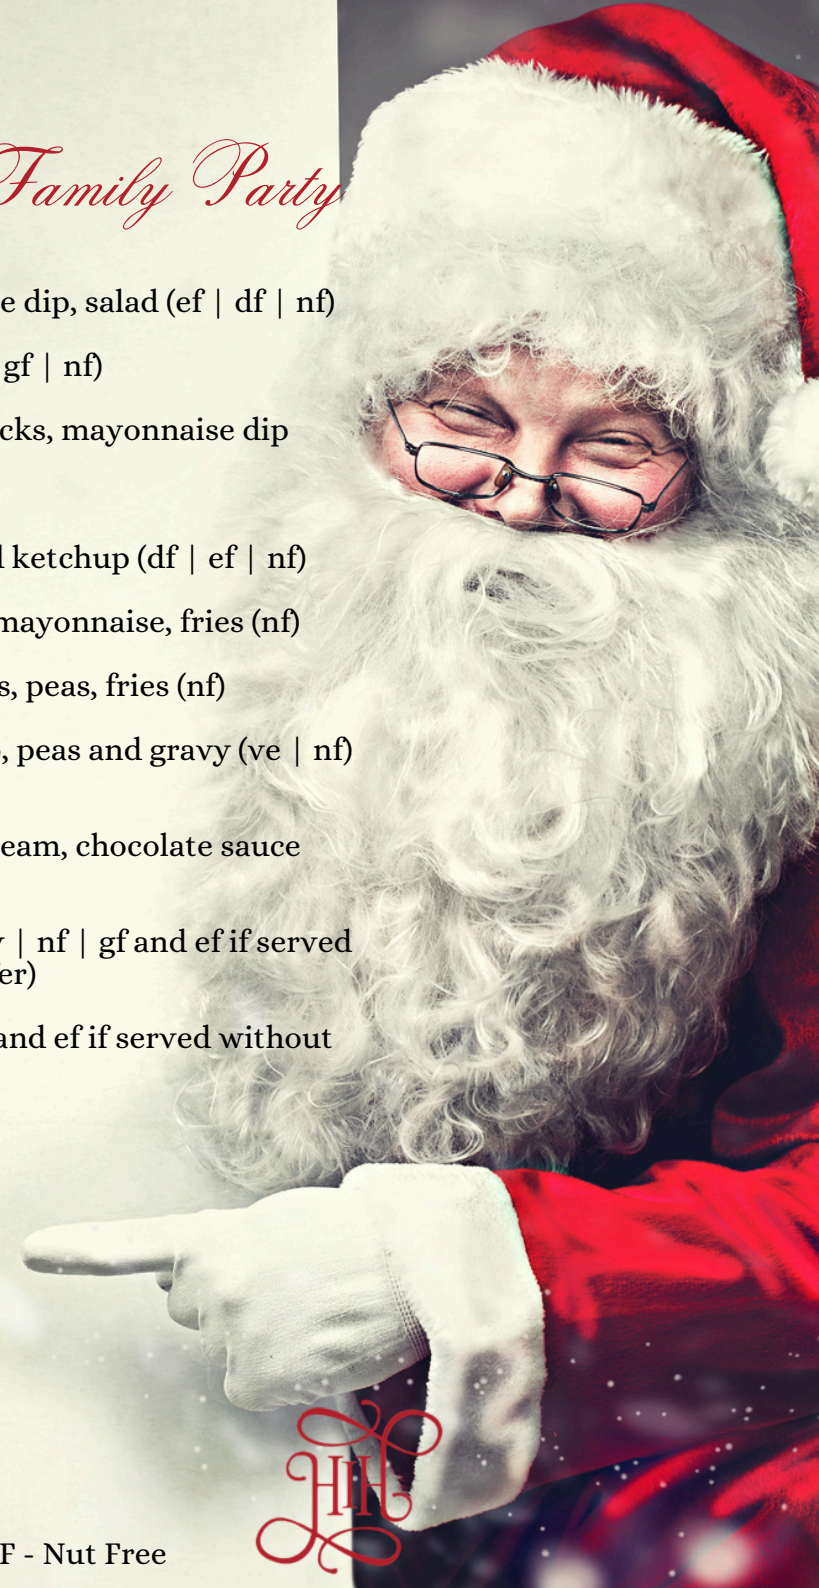 Family Party
e dip, salad (ef | df | nf)
gf | nf)
cks, mayonnaise dip
l ketchup (df | ef | nf)
mayonnaise, fries (nf)
s, peas, fries (nf)
, peas and gravy (ve | nf)
eam, chocolate sauce
| nf | gf and ef if served
er)
and ef if served without
HIH
F - Nut Free